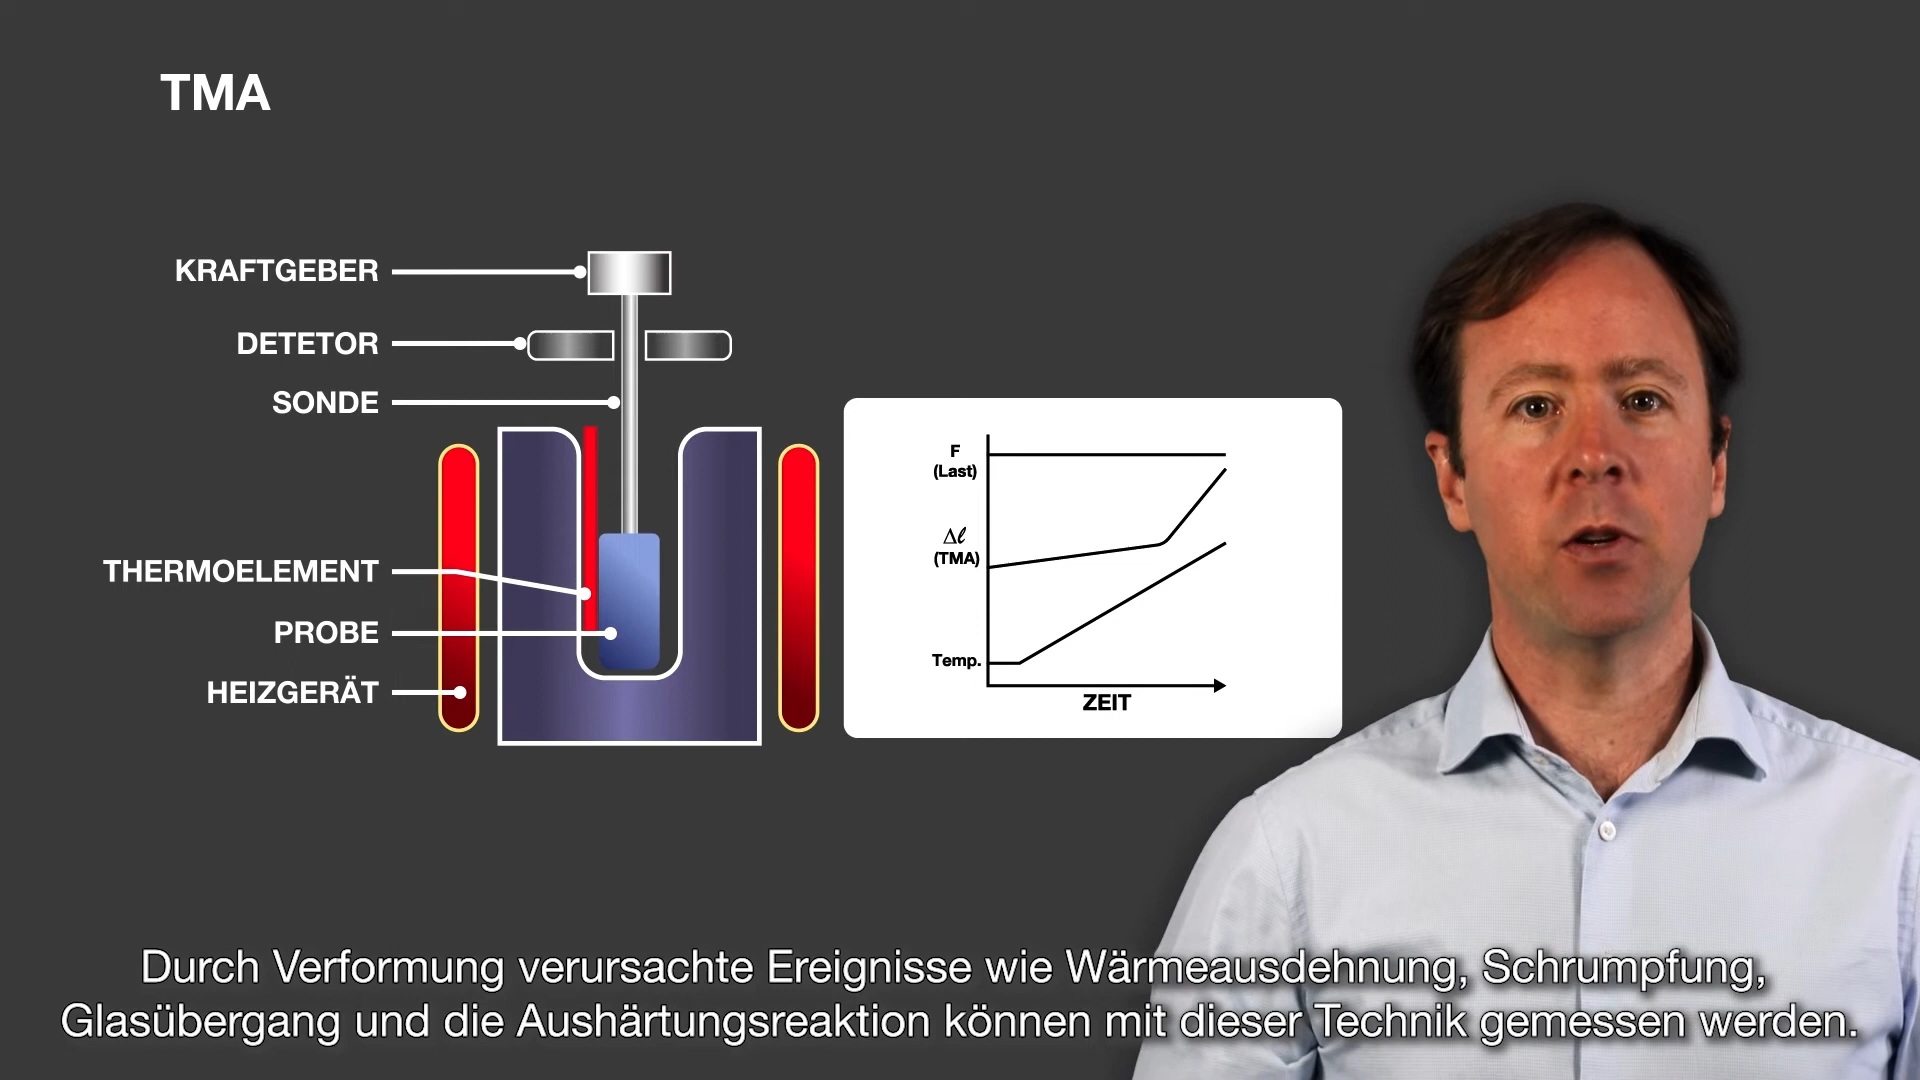 TMA
KRAFTGEBER
DETETOR
SONDE
THERMOELEMENT
PROBE
HEIZGERÄT
F
(Last)
Δℓ
(TMA)
Temp.
ZEIT
Durch Verformung verursachte Ereignisse wie Wärmeausdehnung, Schrumpfung,
Glasübergang und die Aushärtungsreaktion können mit dieser Technik gemessen werden.